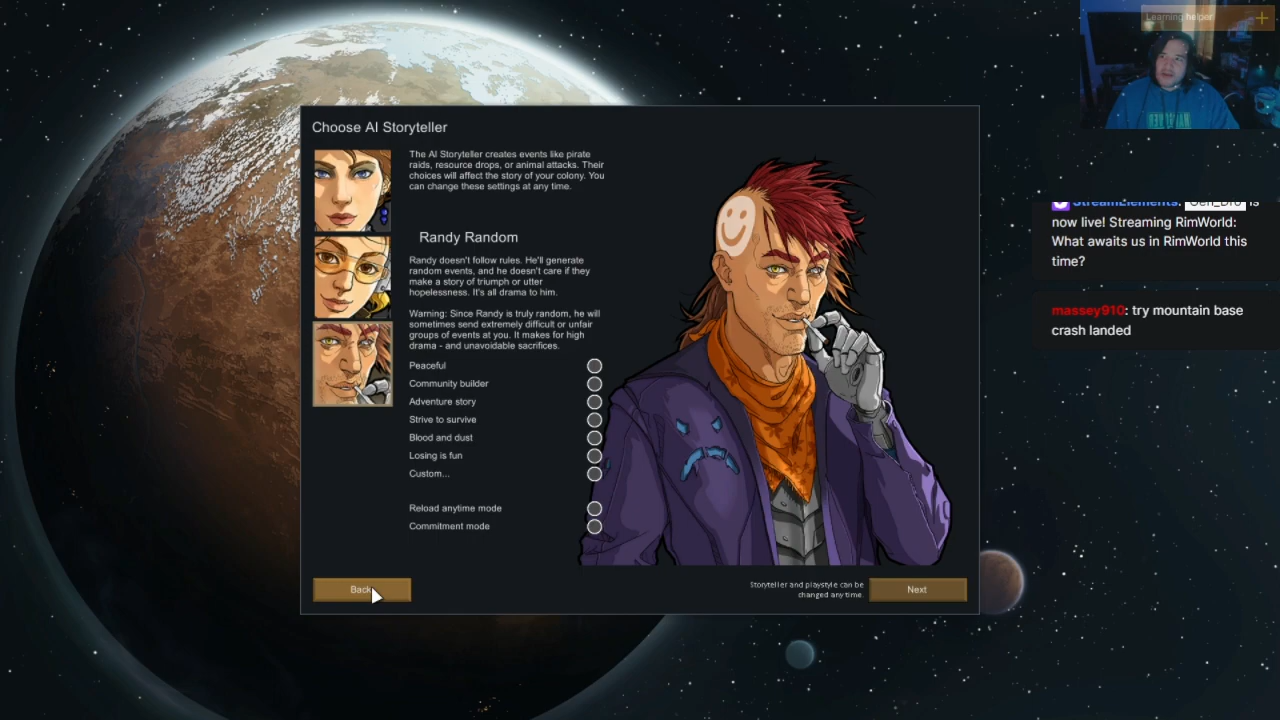 Learning helper
Choose AI Storyteller
The AI Storyteller creates events like pirate
raids, resource drops, or animal attacks. Their
choices will affect the story of your colony. You
can change these settings at any time.
Randy Random
Randy doesn't follow rules. He'll generate
random events, and he doesn't care if they
make a story of triumph or utter
hopelessness. It's all drama to him.
Warning: Since Randy is truly random, he will
sometimes send extremely difficult or unfair
groups of events at you. It makes for high
drama - and unavoidable sacrifices.
Peaceful
Community builder
Adventure story
Strive to survive
Blood and dust
Losing is fun
Custom...
Reload anytime mode
Commitment mode
Back
Storyteller and playstyle can be
changed any time.
Next
StreamElements: is
now live! Streaming RimWorld:
What awaits us in RimWorld this
time?
massey910: try mountain base
crash landed